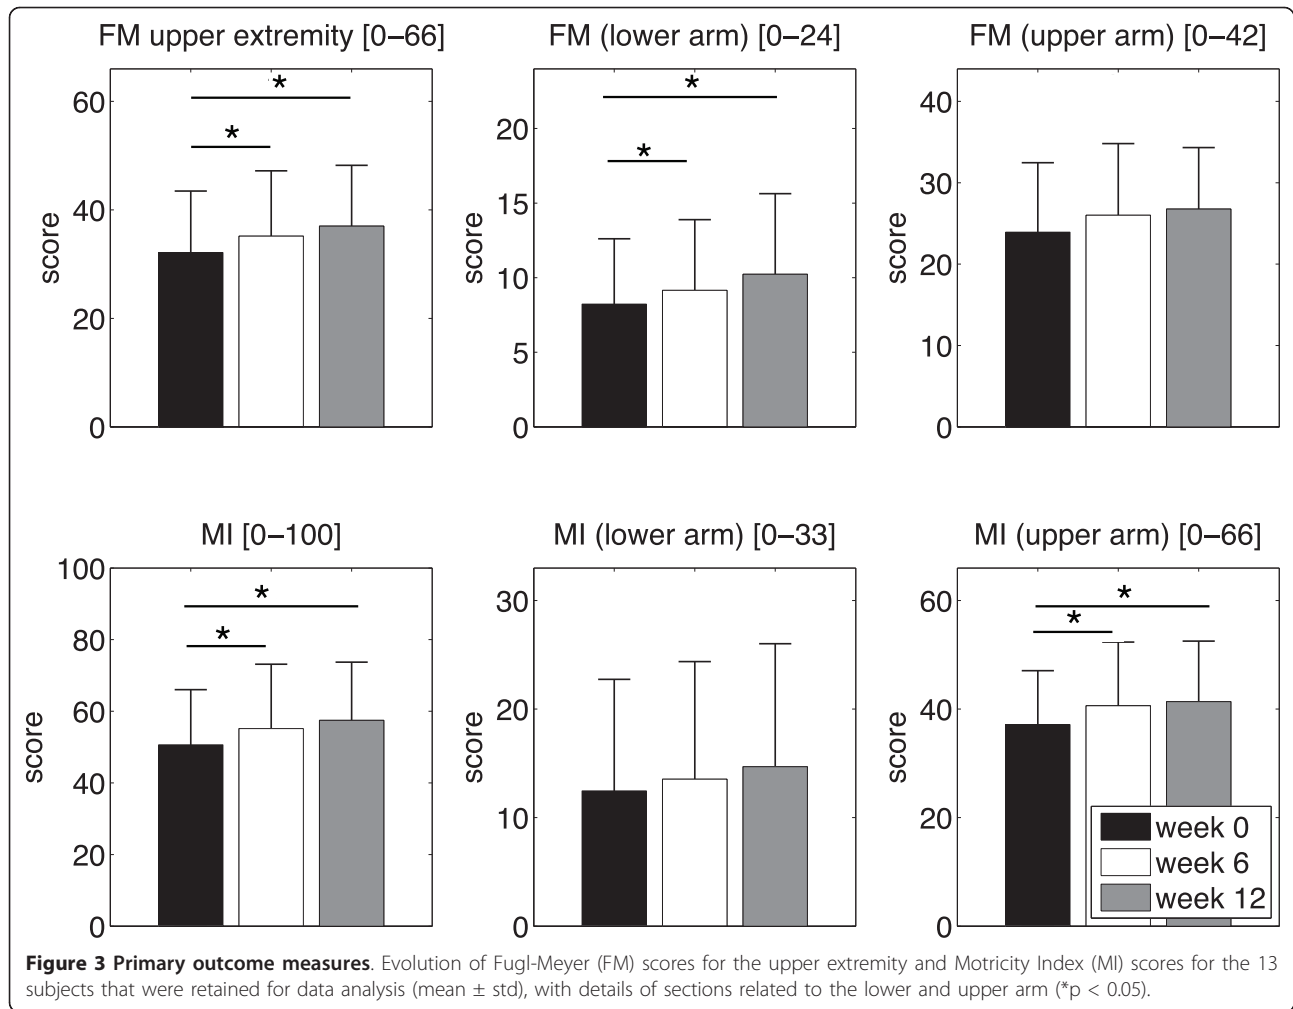 FM upper extremity [0–66]
60
40
20
0
score
*
*
FM (lower arm) [0–24]
20
15
10
5
0
score
*
*
FM (upper arm) [0–42]
40
30
20
10
0
score
MI [0–100]
100
80
60
40
20
0
score
*
*
MI (lower arm) [0–33]
30
20
10
0
score
MI (upper arm) [0–66]
60
40
20
0
score
*
*
week 0
week 6
week 12
Figure 3 Primary outcome measures. Evolution of Fugl-Meyer (FM) scores for the upper extremity and Motricity Index (MI) scores for the 13
subjects that were retained for data analysis (mean ± std), with details of sections related to the lower and upper arm (*p < 0.05).